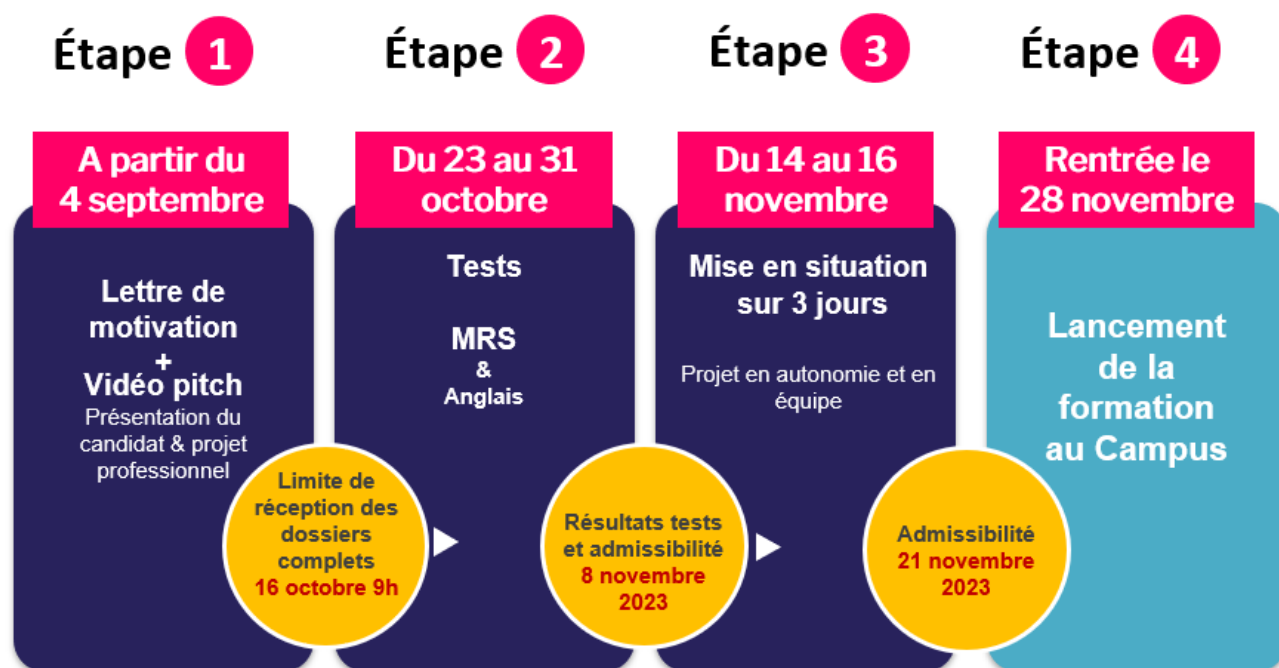 Étape 1
A partir du
4 septembre
Lettre de
motivation
+
Vidéo pitch
Présentation du
candidat & projet
professionnel
Limite de
réception des
dossiers
complets
16 octobre 9h
Étape 2
Du 23 au 31
octobre
Tests
MRS
&
Anglais
Résultats tests
et admissibilité
8 novembre
2023
Étape 3
Du 14 au 16
novembre
Mise en situation
sur 3 jours
Projet en autonomie et en
équipe
Admissibilité
21 novembre
2023
Étape 4
Rentrée le
28 novembre
Lancement
de la
formation
au Campus